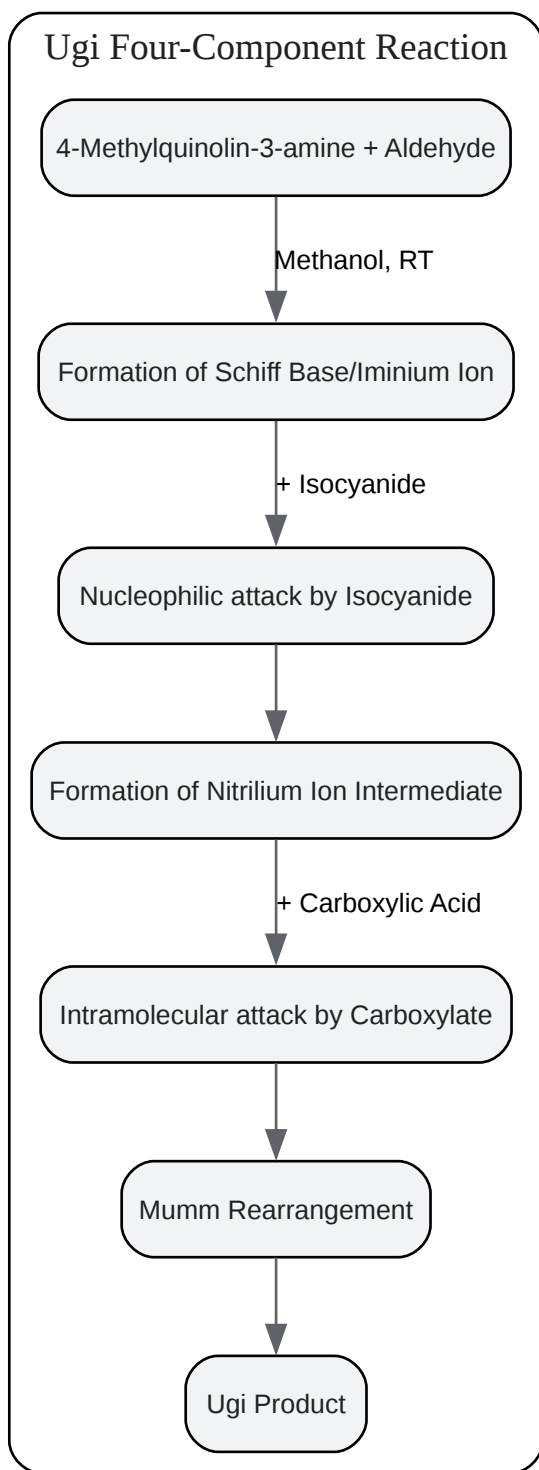 Ugi Four-Component Reaction
4-Methylquinolin-3-amine + Aldehyde
Methanol, RT
Formation of Schiff Base/Iminium Ion
+ Isocyanide
Nucleophilic attack by Isocyanide
Formation of Nitrilium Ion Intermediate
+ Carboxylic Acid
Intramolecular attack by Carboxylate
Mumm Rearrangement
Ugi Product